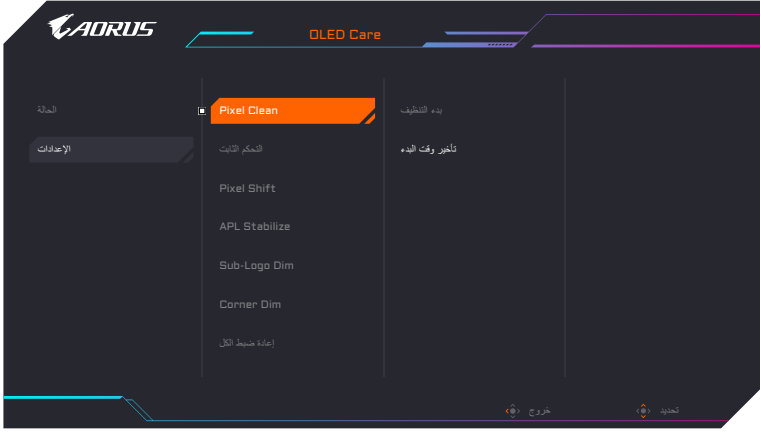 AORUS
OLED Care
الحالة
الإعدادات
Pixel Clean
التحكم الثابت
Pixel Shift
APL Stabilize
Sub-Logo Dim
Corner Dim
إعادة ضبط الكل
بدء التنظيف
تأخير وقت البدء
خروج
تحديد